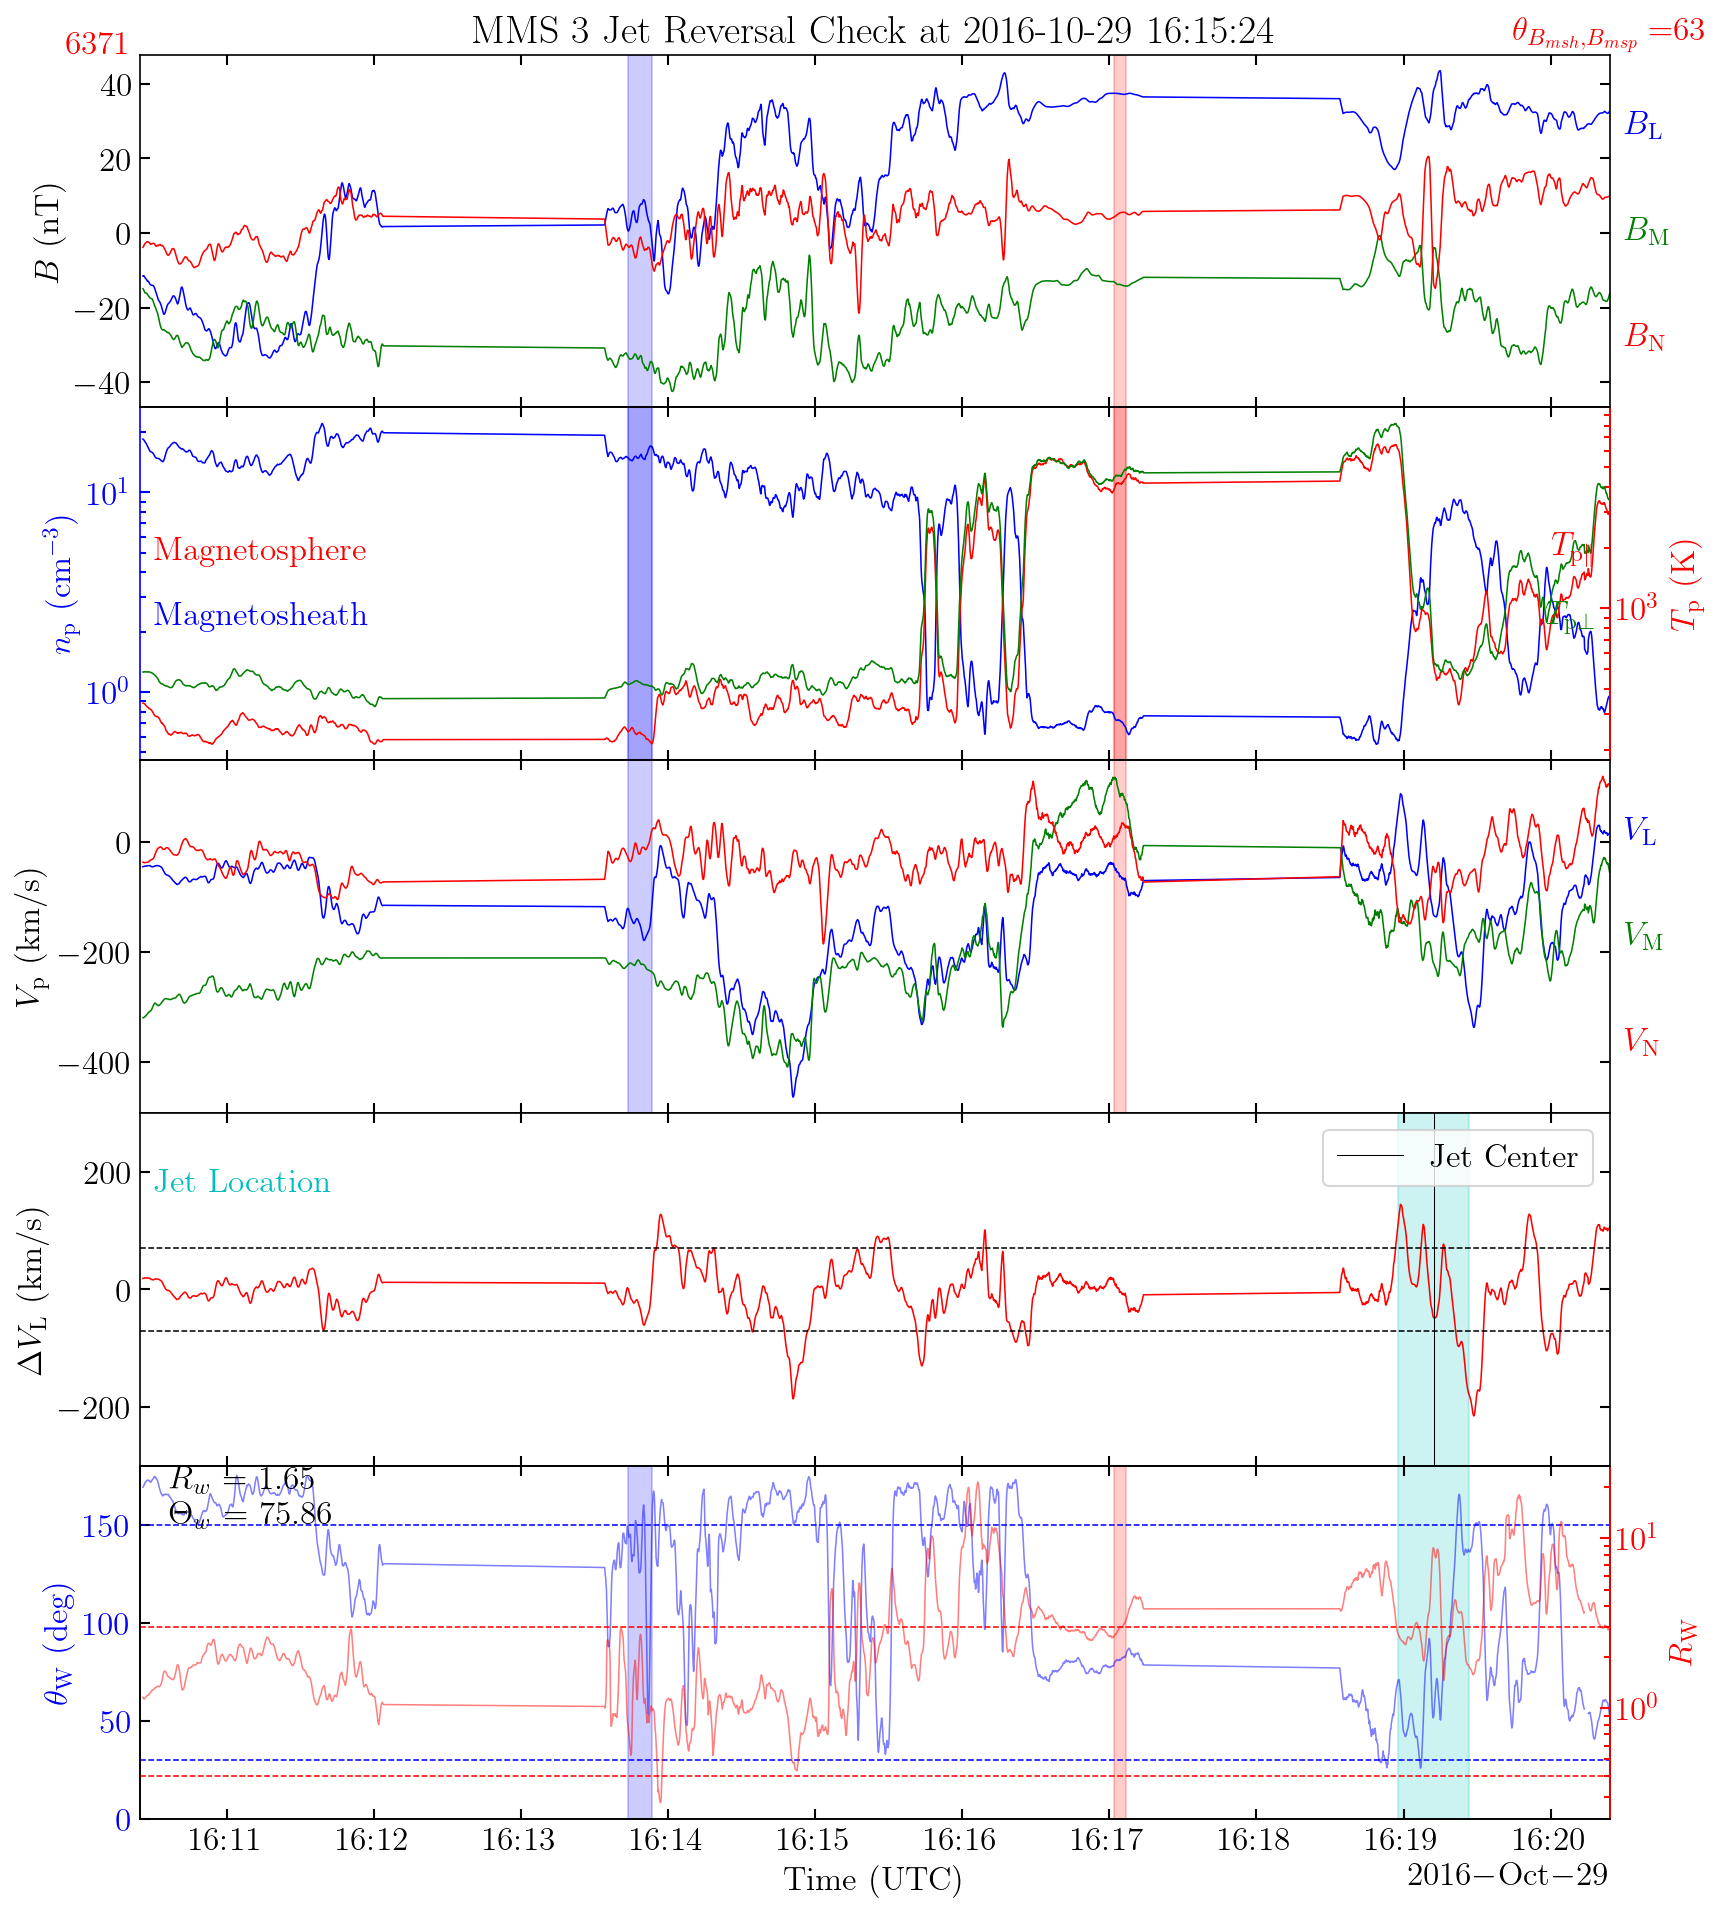 6371
MMS 3 Jet Reversal Check at 2016-10-29 16:15:24
θ_{B_{msh}, B_{msp}} =63
40
20
0
−20
−40
B (nT)
B_L
B_M
B_N
10^1
10^0
n_p (cm^{−3})
Magnetosphere
Magnetosheath
T_{p∥}
T_{p⊥}
10^3
T_p (K)
0
−200
−400
V_p (km/s)
V_L
V_M
V_N
200
0
−200
ΔV_L (km/s)
Jet Location
Jet Center
R_w = 1.65
Θ_w = 75.86
150
100
50
0
θ_W (deg)
10^1
10^0
R_W
16:11 16:12 16:13 16:14 16:15 16:16 16:17 16:18 16:19 16:20
Time (UTC)
2016−Oct−29